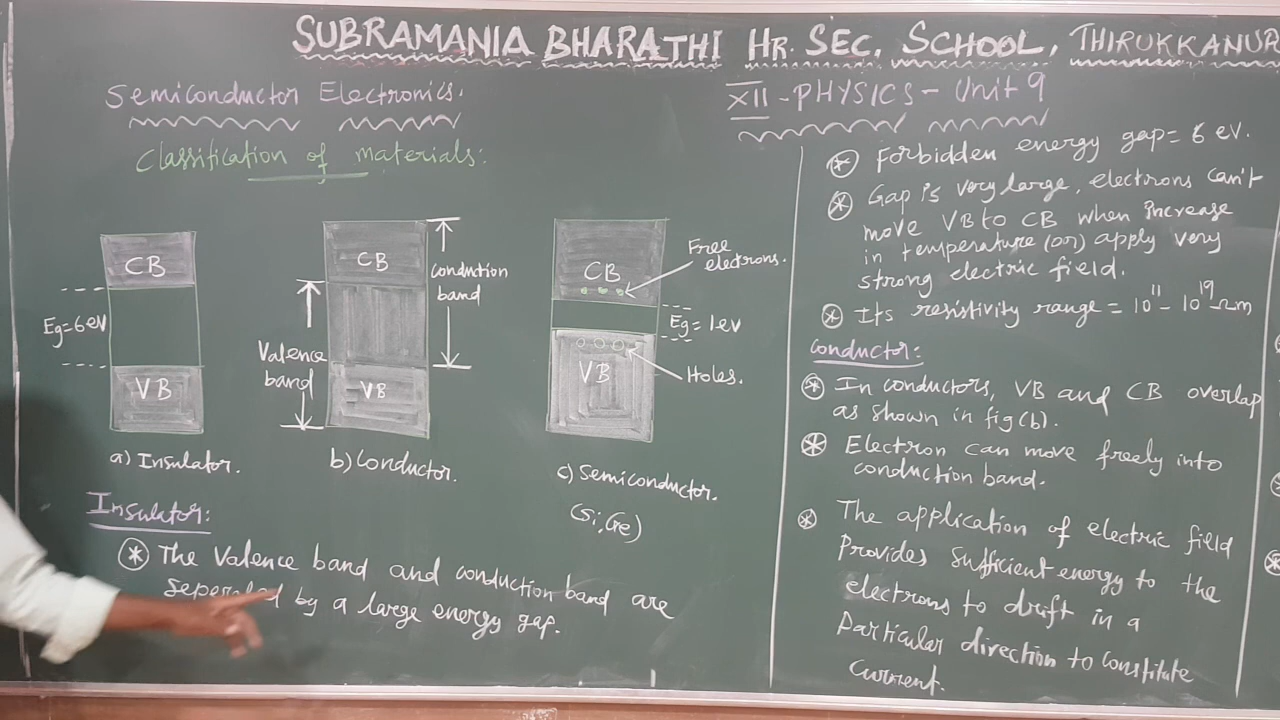 SUBRAMANIA BHARATHI HR. SEC. SCHOOL, THIRUKKANUR
Semiconductor Electronics.
XII - PHYSICS - Unit 9
Classification of materials:
CB
Eg=6ev
VB
a) Insulator.
CB
Conduction
band
Valence
band
VB
b) Conductor.
Free
electrons.
CB
Eg=1ev
Holes.
VB
c) Semiconductor.
(Si, Ge)
Insulator:
The Valence band and conduction band are
seperated by a large energy gap.
Forbidden energy gap = 6 ev.
Gap is very large, electrons can't
move VB to CB when increase
in temperature (or) apply very
strong electric field.
Its resistivity range = 10¹¹ - 10¹⁹ Ωm
Conductor:
In conductors, VB and CB overlap
as shown in fig (b).
Electron can move freely into
conduction band.
The application of electric field
Provides sufficient energy to the
electrons to drift in a
Particular direction to constitute
current.